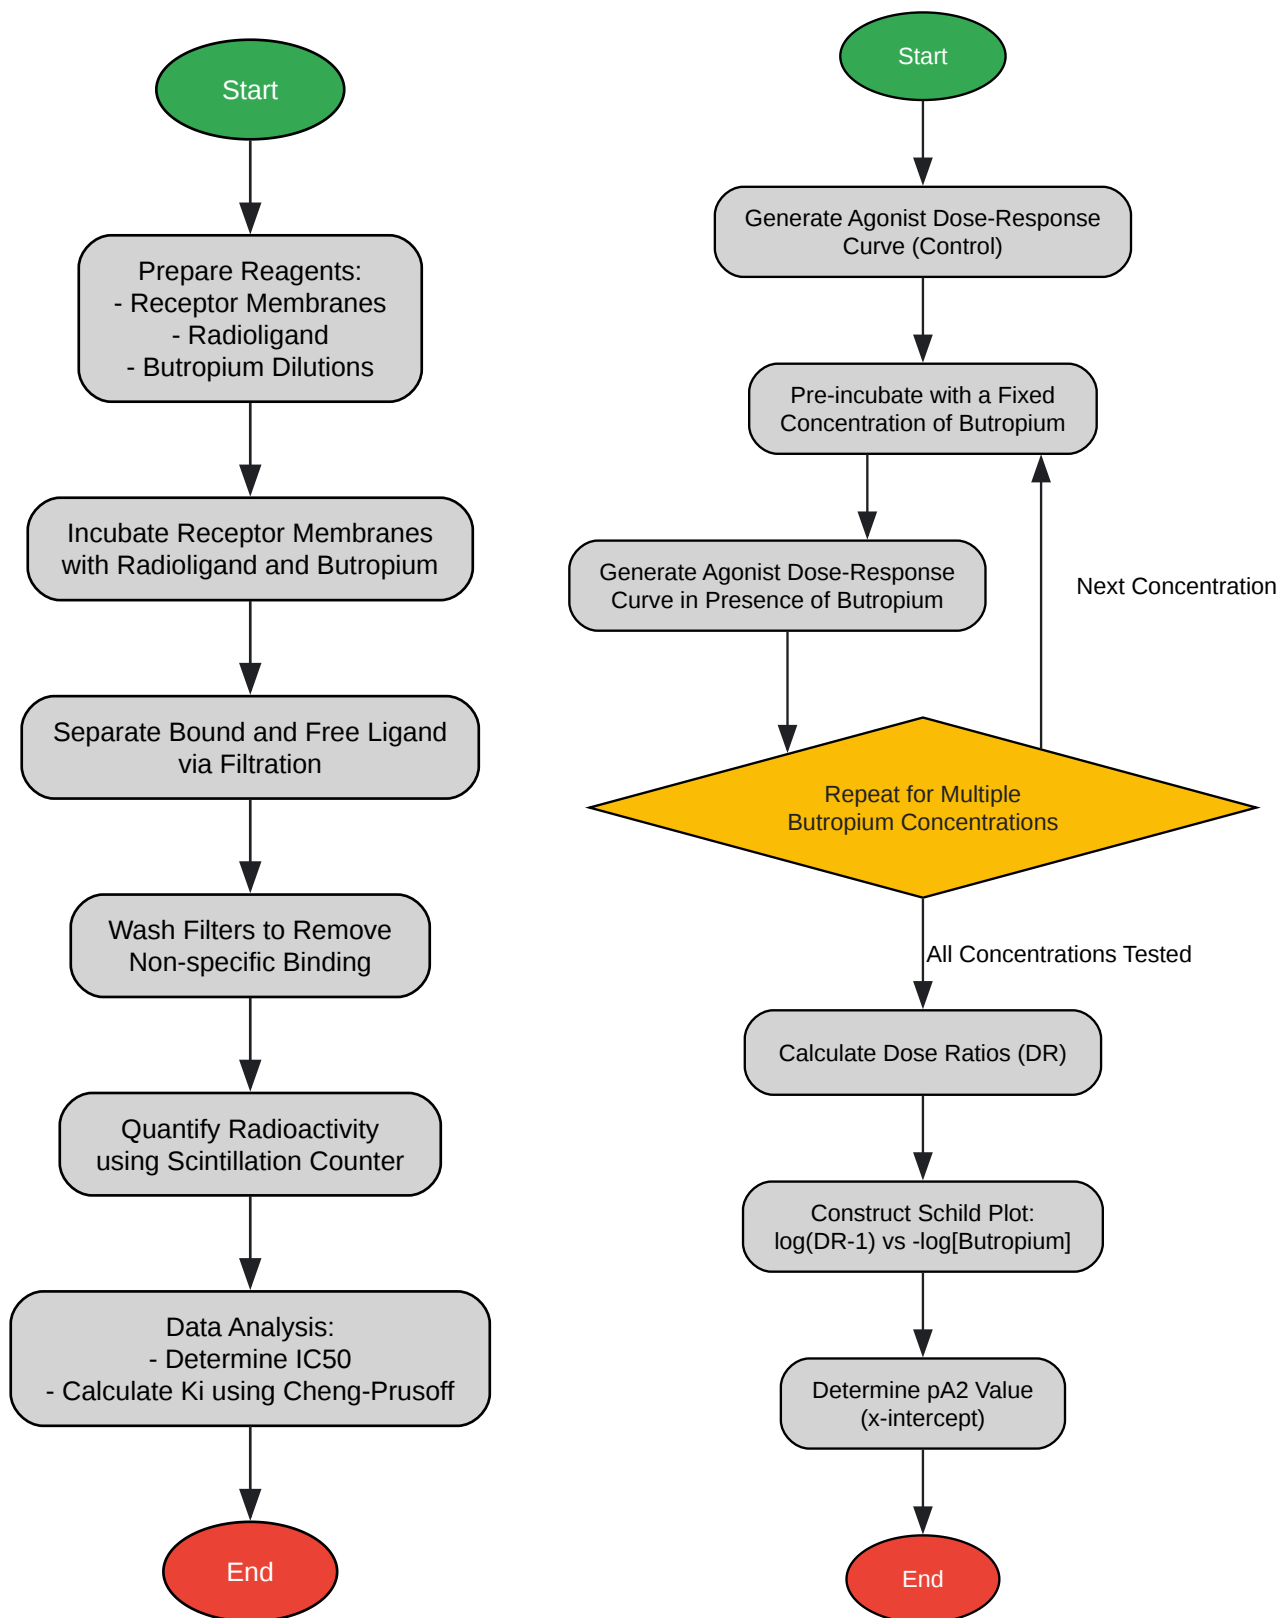 Start
Prepare Reagents:
- Receptor Membranes
- Radioligand
- Butropium Dilutions
Incubate Receptor Membranes
with Radioligand and Butropium
Separate Bound and Free Ligand
via Filtration
Wash Filters to Remove
Non-specific Binding
Quantify Radioactivity
using Scintillation Counter
Data Analysis:
- Determine IC50
- Calculate Ki using Cheng-Prusoff
End
Start
Generate Agonist Dose-Response
Curve (Control)
Pre-incubate with a Fixed
Concentration of Butropium
Generate Agonist Dose-Response
Curve in Presence of Butropium
Next Concentration
Repeat for Multiple
Butropium Concentrations
All Concentrations Tested
Calculate Dose Ratios (DR)
Construct Schild Plot:
log(DR-1) vs -log[Butropium]
Determine pA2 Value
(x-intercept)
End